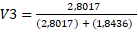 V3 = 2,8017 / (2,8017) + (1,8436)